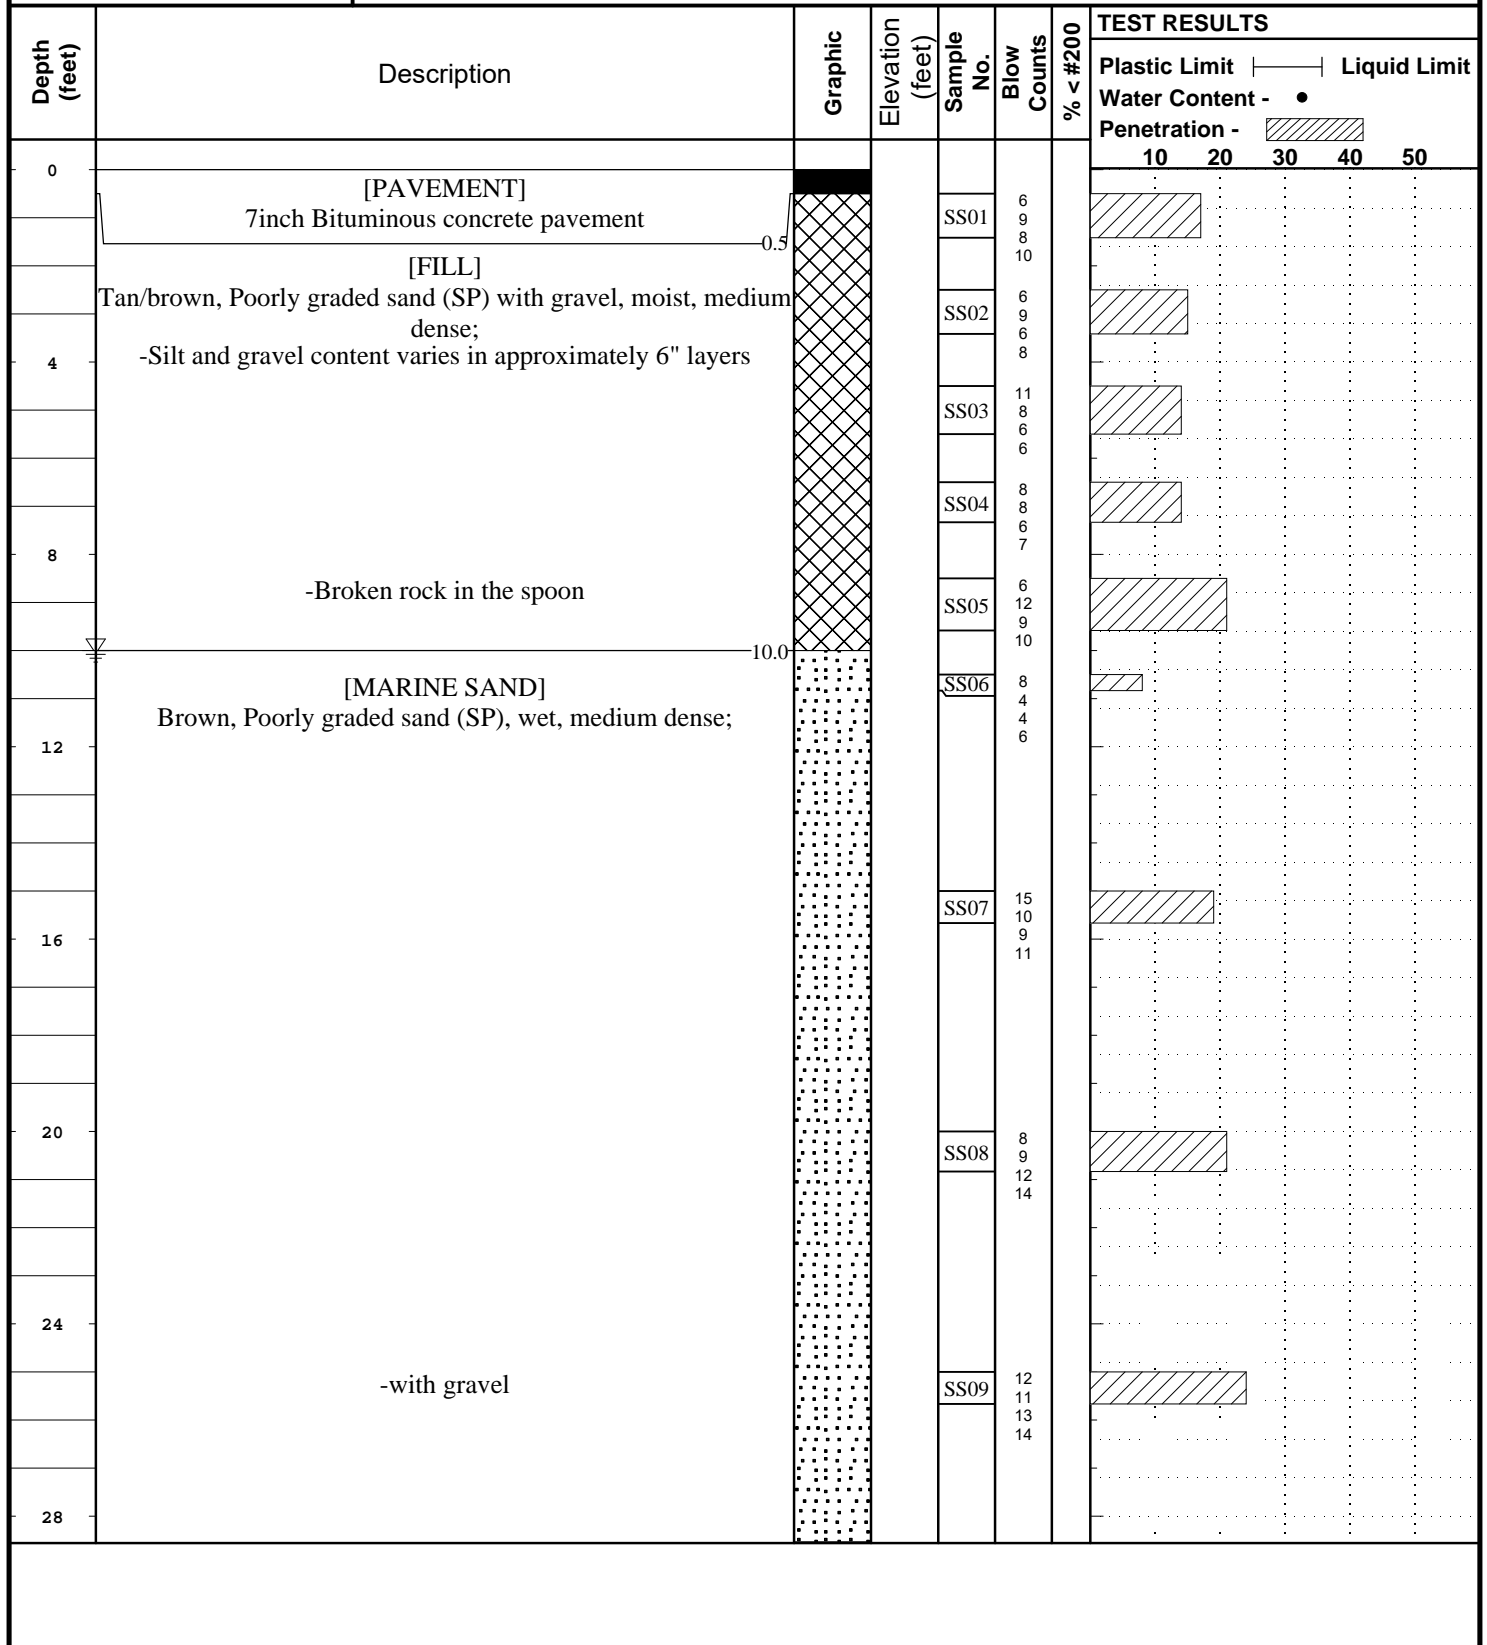 Depth
(feet)
Description
Graphic
Elevation
(feet)
Sample
No.
Blow
Counts
% < #200
TEST RESULTS
Plastic Limit Liquid Limit
Water Content -
Penetration -
10 20 30 40 50
0
[PAVEMENT]
7inch Bituminous concrete pavement
0.5
SS01
6
9
8
10
[FILL]
Tan/brown, Poorly graded sand (SP) with gravel, moist, medium
dense;
-Silt and gravel content varies in approximately 6" layers
SS02
6
9
6
8
4
SS03
11
8
6
6
SS04
8
8
6
7
8
-Broken rock in the spoon
SS05
6
12
9
10
10.0
[MARINE SAND]
Brown, Poorly graded sand (SP), wet, medium dense;
SS06
8
4
4
6
12
SS07
15
10
9
11
16
20
SS08
8
9
12
14
24
-with gravel
SS09
12
11
13
14
28